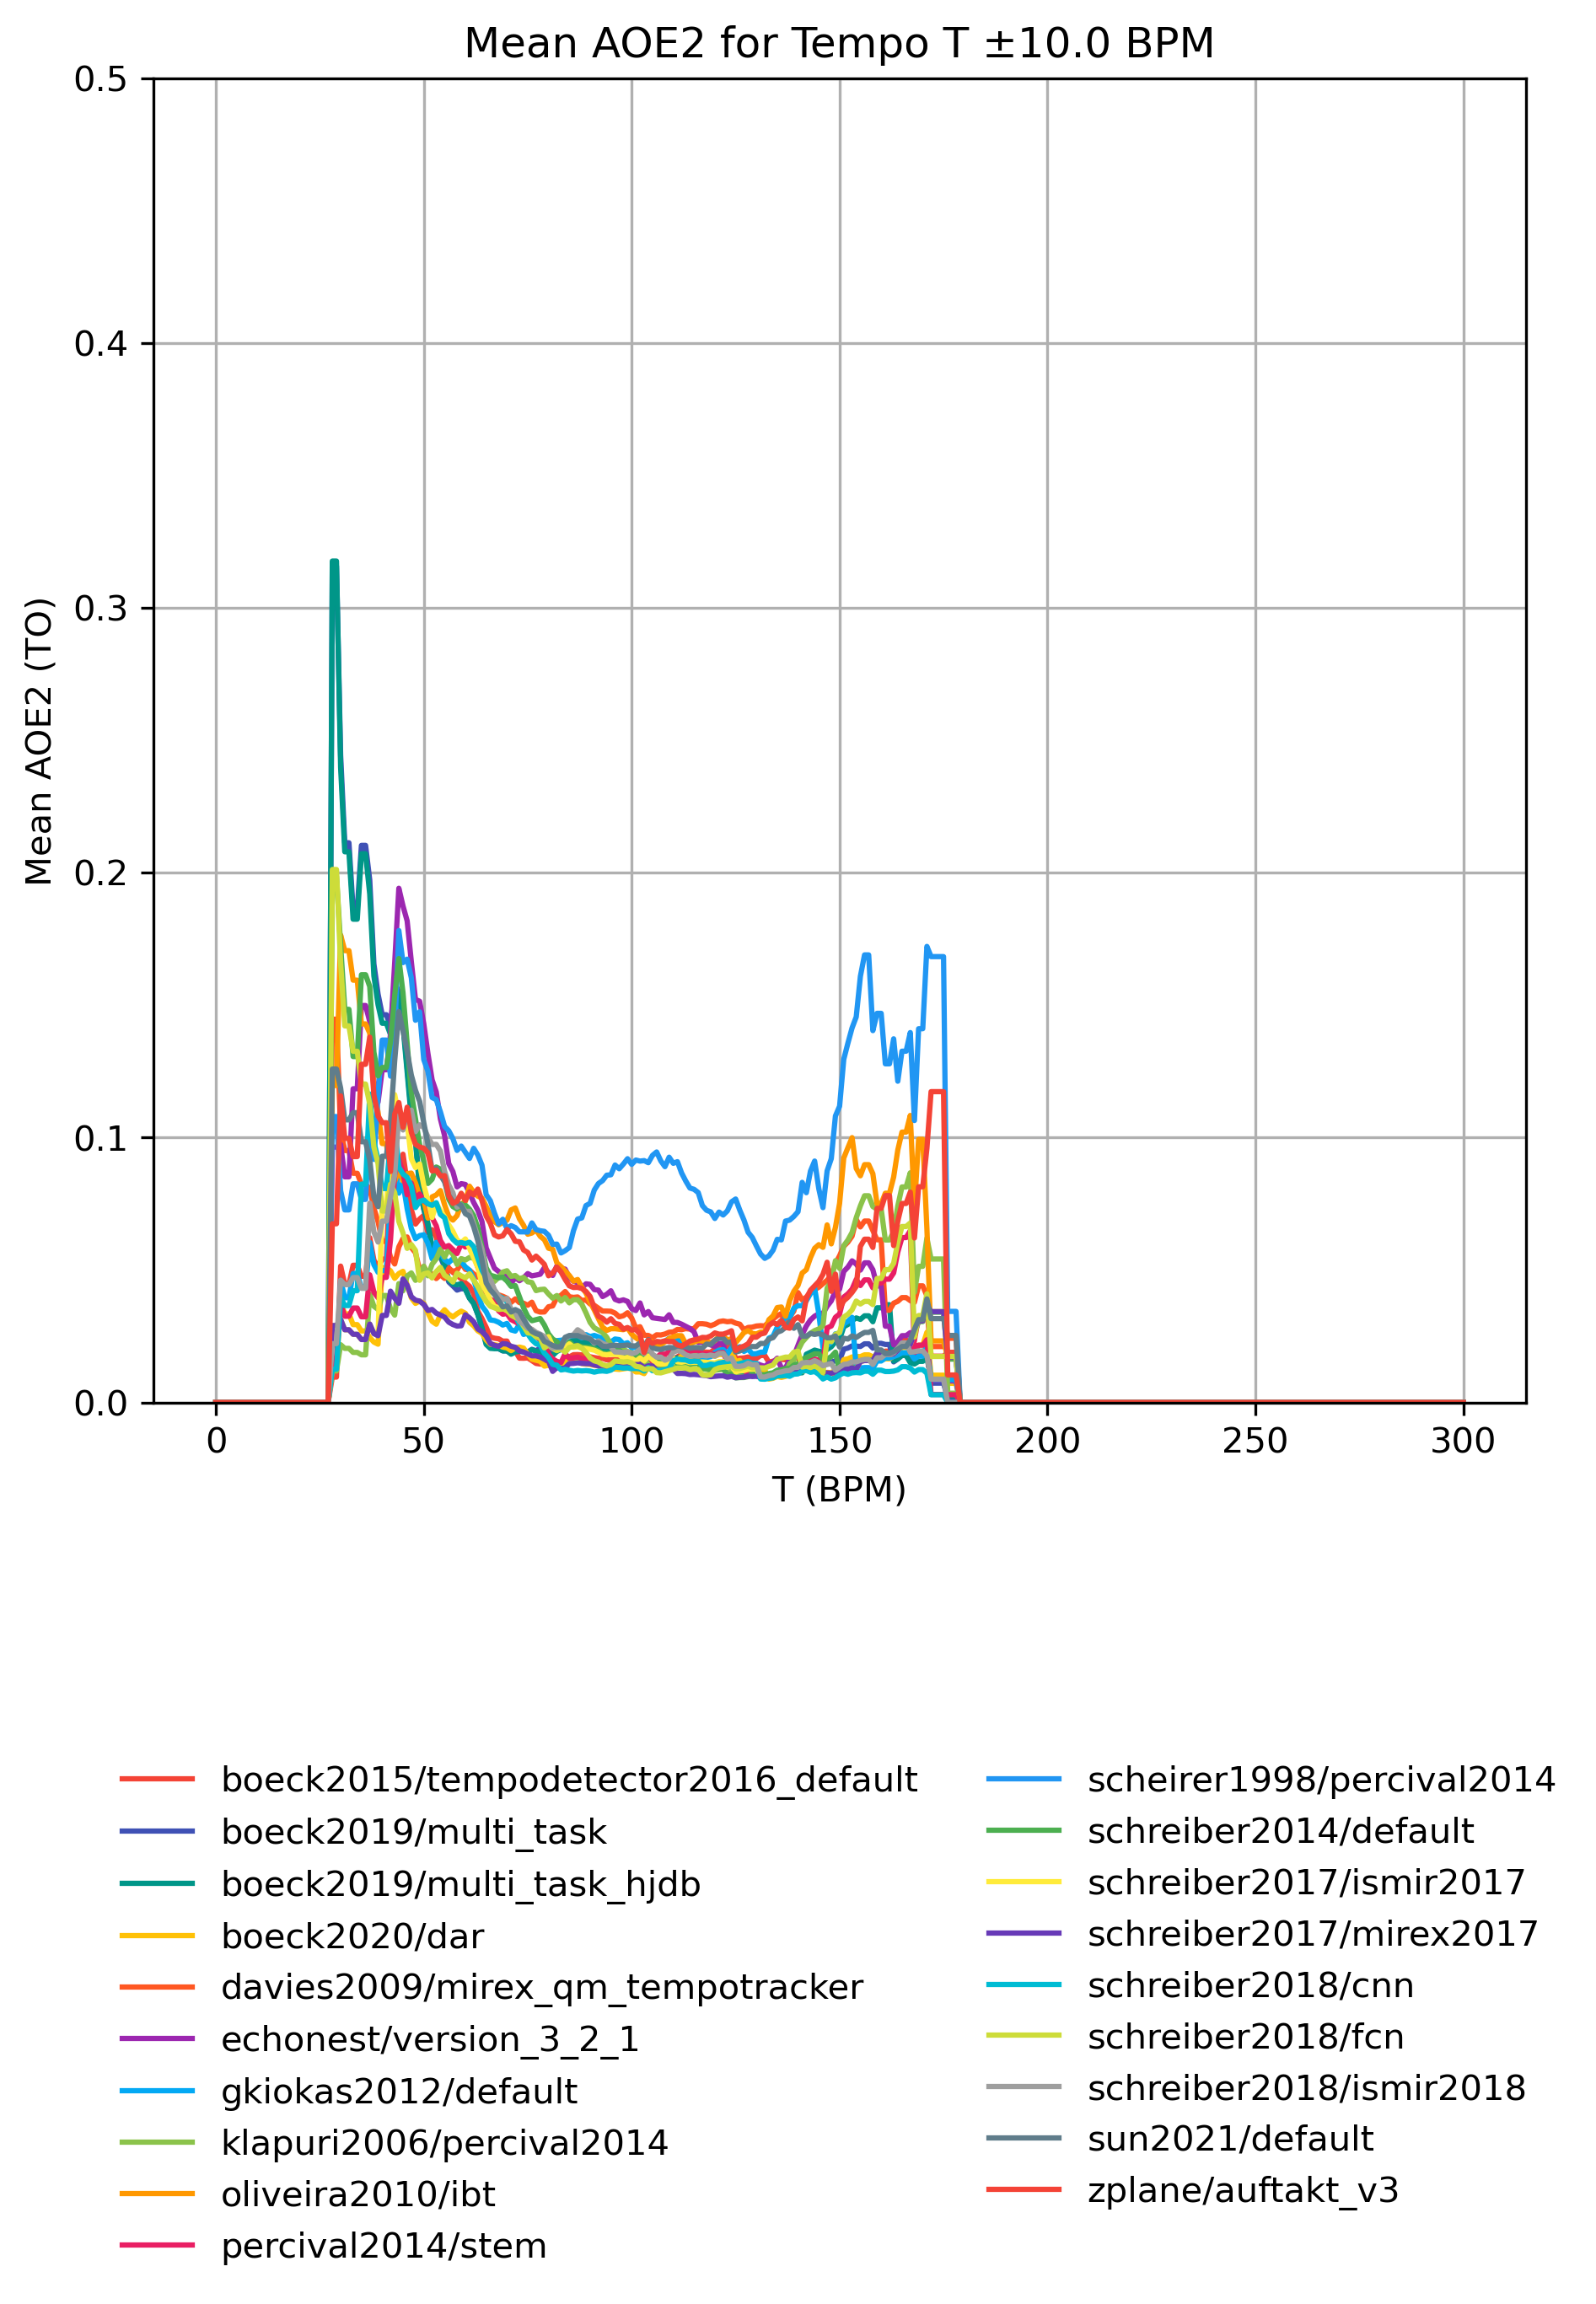 Mean AOE2 for Tempo T ±10.0 BPM
0.5
0.4
0.3
0.2
0.1
0.0
Mean AOE2 (TO)
0 50 100 150 200 250 300
T (BPM)
boeck2015/tempodetector2016_default
boeck2019/multi_task
boeck2019/multi_task_hjdb
boeck2020/dar
davies2009/mirex_qm_tempotracker
echonest/version_3_2_1
gkiokas2012/default
klapuri2006/percival2014
oliveira2010/ibt
percival2014/stem
scheirer1998/percival2014
schreiber2014/default
schreiber2017/ismir2017
schreiber2017/mirex2017
schreiber2018/cnn
schreiber2018/fcn
schreiber2018/ismir2018
sun2021/default
zplane/auftakt_v3